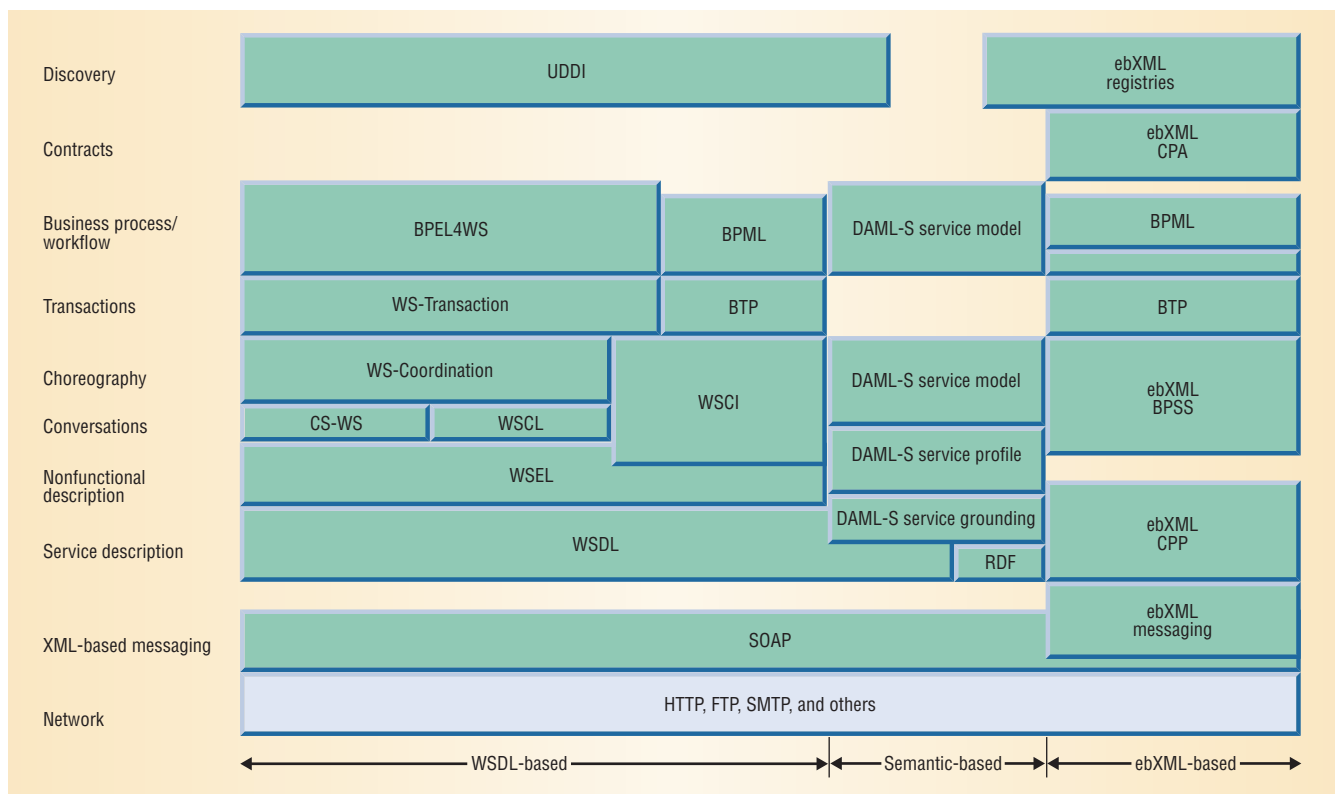 Discovery
UDDI
ebXML
registries
Contracts
ebXML
CPA
Business process/
workflow
BPEL4WS
BPML
DAML-S service model
BPML
Transactions
WS-Transaction
BTP
BTP
Choreography
WS-Coordination
WSCI
DAML-S service model
ebXML
BPSS
Conversations
CS-WS
WSCL
Nonfunctional
description
WSEL
DAML-S service profile
Service description
WSDL
DAML-S service grounding
RDF
ebXML
CPP
XML-based messaging
SOAP
ebXML
messaging
Network
HTTP, FTP, SMTP, and others
WSDL-based
Semantic-based
ebXML-based